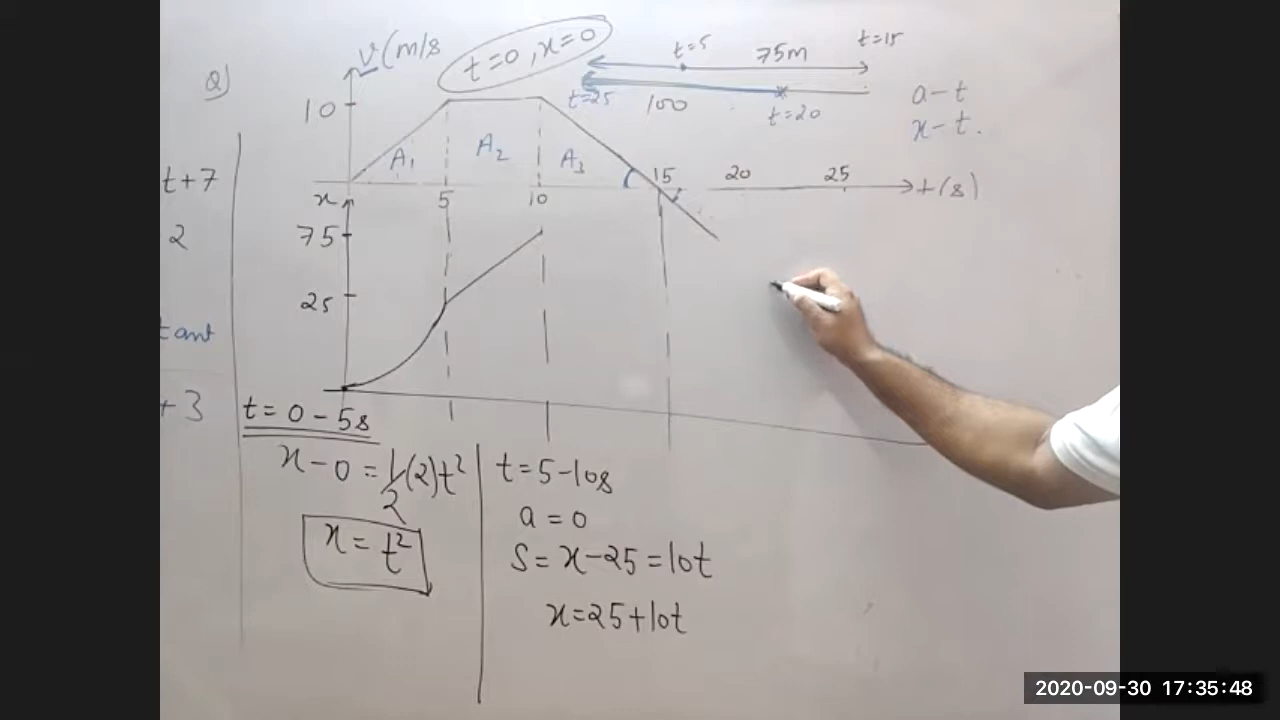 Q)
v (m/s
t=0, x=0
t=5
75m
t=15
t=25
100
t=20
a-t
x-t.
10
A₁
A₂
A₃
15
20
25
t(s)
t+7
x
5
10
2
75
25
tant
+3
t=0-5s
x-0=1/2(2)t²
x=t²
t=5-10s
a=0
S=x-25=10t
x=25+10t
2020-09-30 17:35:48